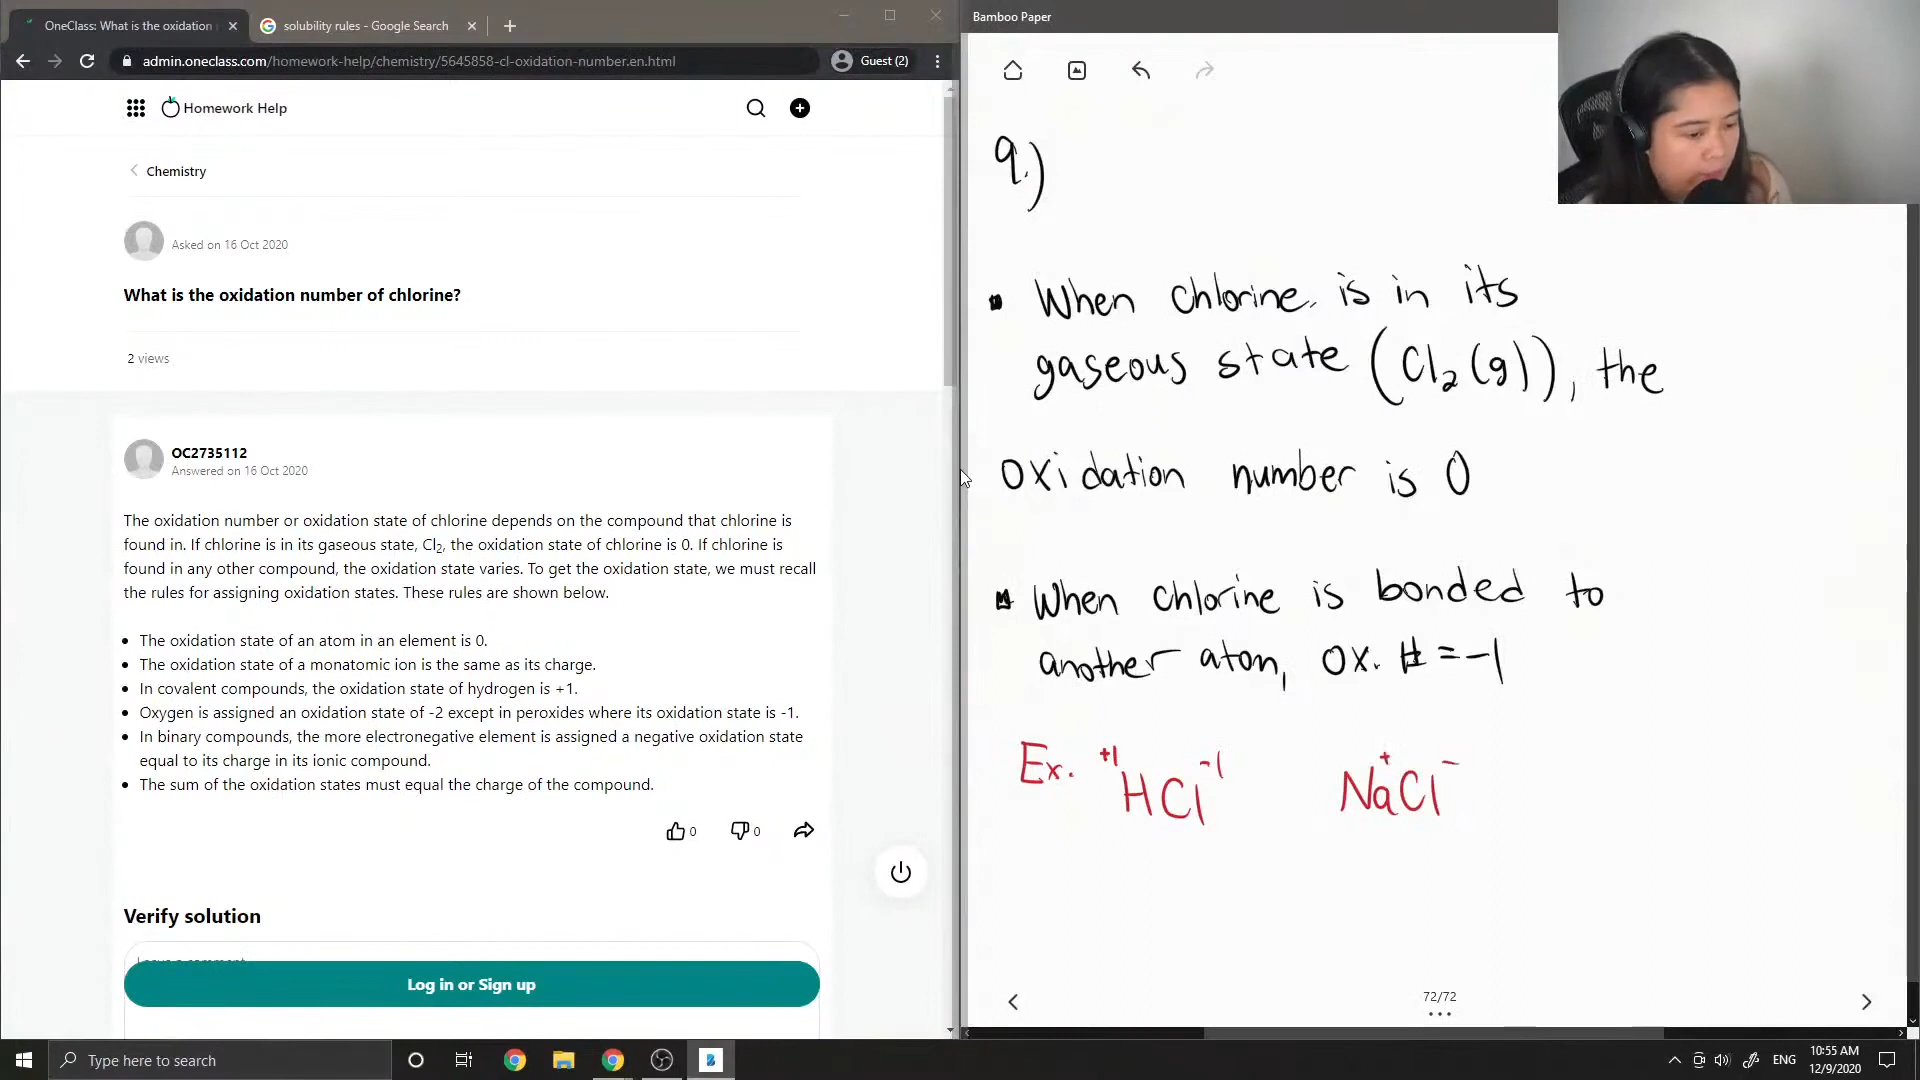 OneClass: What is the oxidation
solubility rules - Google Search
admin.oneclass.com/homework-help/chemistry/5645858-cl-oxidation-number.en.html
Guest (2)
Homework Help
Chemistry
Asked on 16 Oct 2020
What is the oxidation number of chlorine?
2 views
OC2735112
Answered on 16 Oct 2020
The oxidation number or oxidation state of chlorine depends on the compound that chlorine is
found in. If chlorine is in its gaseous state, Cl₂, the oxidation state of chlorine is 0. If chlorine is
found in any other compound, the oxidation state varies. To get the oxidation state, we must recall
the rules for assigning oxidation states. These rules are shown below.
• The oxidation state of an atom in an element is 0.
• The oxidation state of a monatomic ion is the same as its charge.
• In covalent compounds, the oxidation state of hydrogen is +1.
• Oxygen is assigned an oxidation state of -2 except in peroxides where its oxidation state is -1.
• In binary compounds, the more electronegative element is assigned a negative oxidation state
equal to its charge in its ionic compound.
• The sum of the oxidation states must equal the charge of the compound.
0
0
Verify solution
Leave a comment
Log in or Sign up
Bamboo Paper
9.)
• When chlorine is in its
gaseous state (Cl₂(g)), the
oxidation number is 0
• When chlorine is bonded to
another atom, ox. # = -1
Ex. ⁺¹HCl⁻¹ Na⁺Cl⁻
72/72
Type here to search
ENG
10:55 AM
12/9/2020